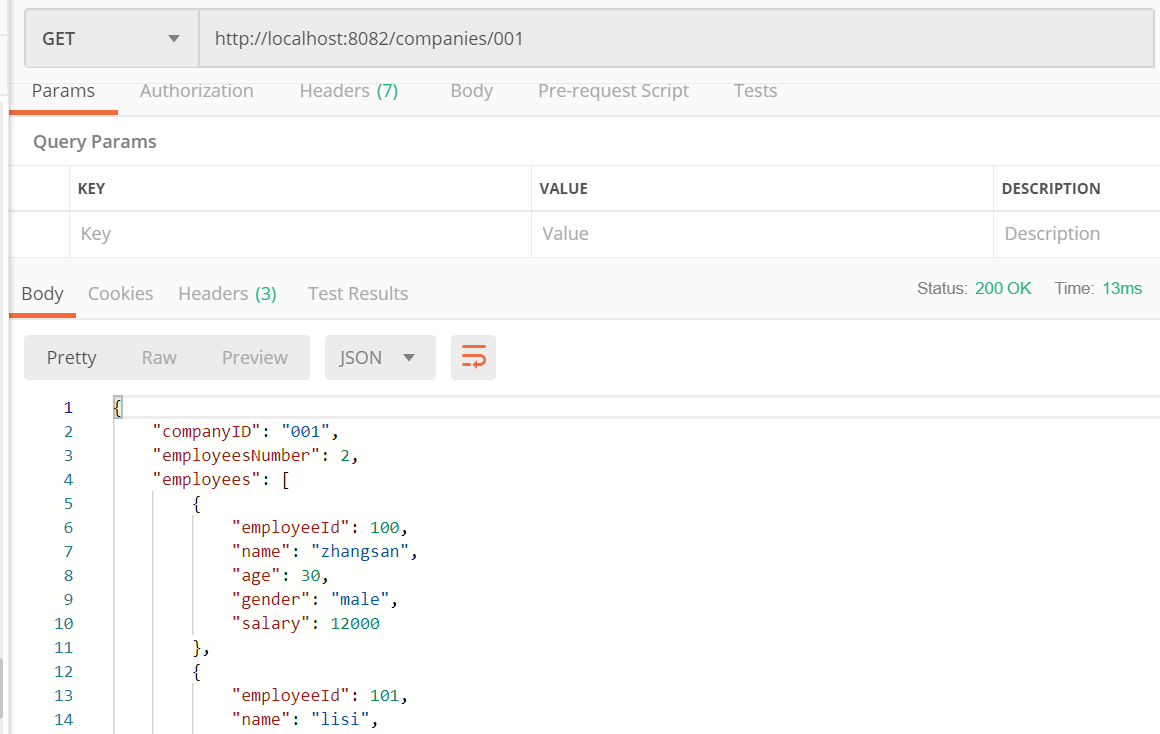 GET http://localhost:8082/companies/001
Params Authorization Headers (7) Body Pre-request Script Tests
Query Params
KEY VALUE DESCRIPTION
Key Value Description
Body Cookies Headers (3) Test Results Status: 200 OK Time: 13ms
Pretty Raw Preview JSON
1 {
2 "companyID": "001",
3 "employeesNumber": 2,
4 "employees": [
5 {
6 "employeeId": 100,
7 "name": "zhangsan",
8 "age": 30,
9 "gender": "male",
10 "salary": 12000
11 },
12 {
13 "employeeId": 101,
14 "name": "lisi",